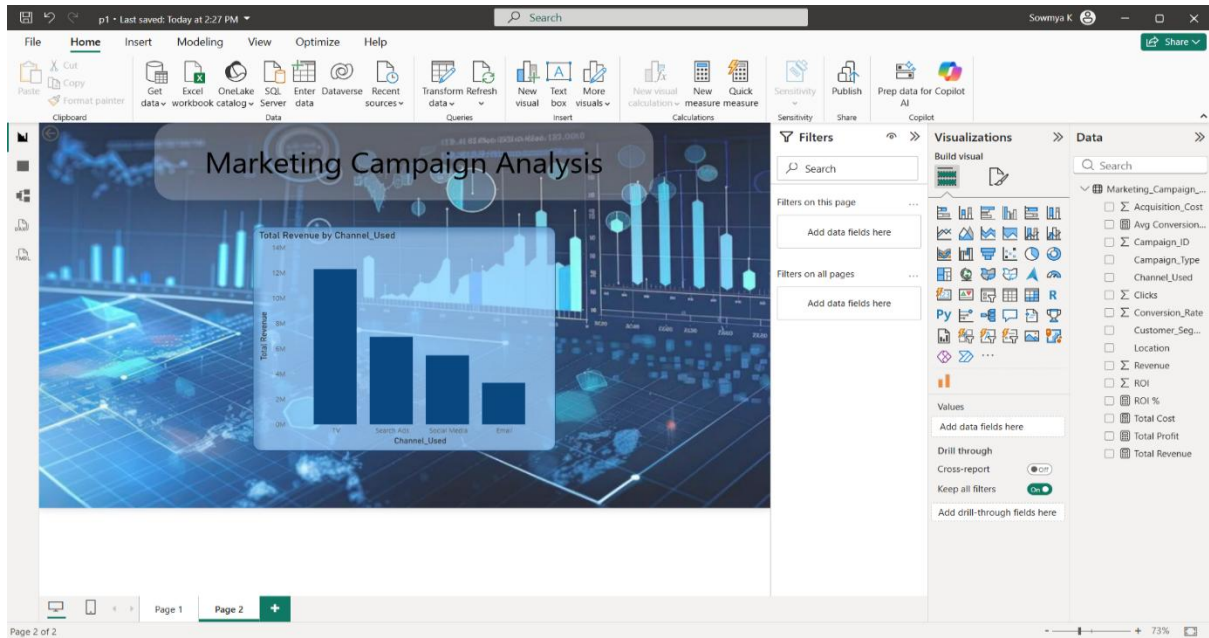 p1 • Last saved: Today at 2:27 PM
Search
Sowmya K
File Home Insert Modeling View Optimize Help
Share
Paste
Cut
Copy
Format painter
Clipboard
Get data
Excel workbook
OneLake catalog
SQL Server
Enter data
Dataverse
Recent sources
Data
Transform data
Refresh
Queries
New visual
Text box
More visuals
Insert
New visual calculation
New measure
Quick measure
Calculations
Sensitivity
Sensitivity
Publish
Share
Prep data for AI
Copilot
Copilot
Marketing Campaign Analysis
Total Revenue by Channel_Used
14M
12M
10M
8M
6M
4M
2M
0M
Total Revenue
TV Search Ads Social Media Email
Channel_Used
Filters
Search
Filters on this page ...
Add data fields here
Filters on all pages ...
Add data fields here
Visualizations
Build visual
R
Py
...
Values
Add data fields here
Drill through
Cross-report Off
Keep all filters On
Add drill-through fields here
Data
Search
Marketing_Campaign_...
Acquisition_Cost
Avg Conversion...
Campaign_ID
Campaign_Type
Channel_Used
Clicks
Conversion_Rate
Customer_Seg...
Location
Revenue
ROI
ROI %
Total Cost
Total Profit
Total Revenue
TMDL
Page 1 Page 2 +
Page 2 of 2
- + 73%